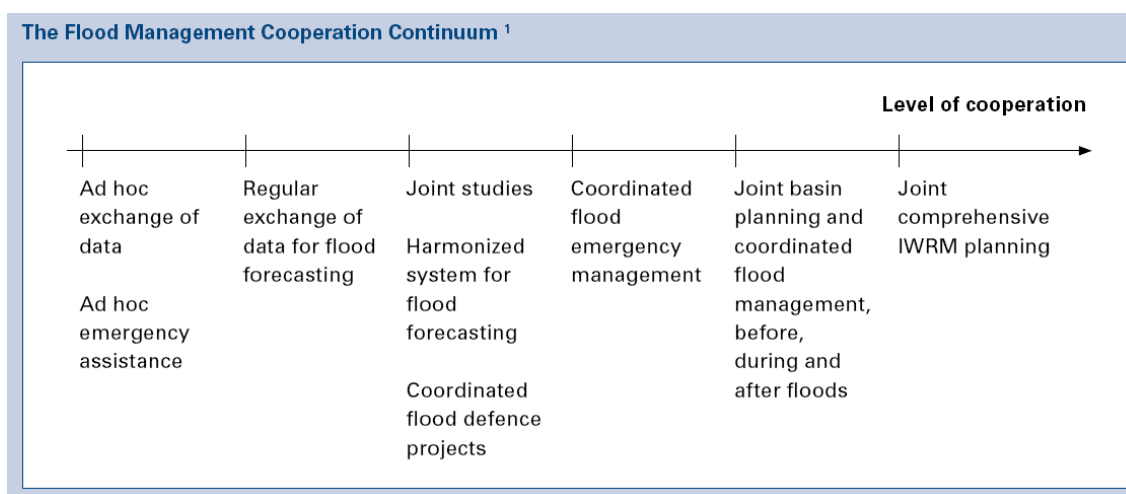 The Flood Management Cooperation Continuum 1
Level of cooperation
Ad hoc
exchange of
data
Ad hoc
emergency
assistance
Regular
exchange of
data for flood
forecasting
Joint studies
Harmonized
system for
flood
forecasting
Coordinated
flood defence
projects
Coordinated
flood
emergency
management
Joint basin
planning and
coordinated
flood
management,
before,
during and
after floods
Joint
comprehensive
IWRM planning